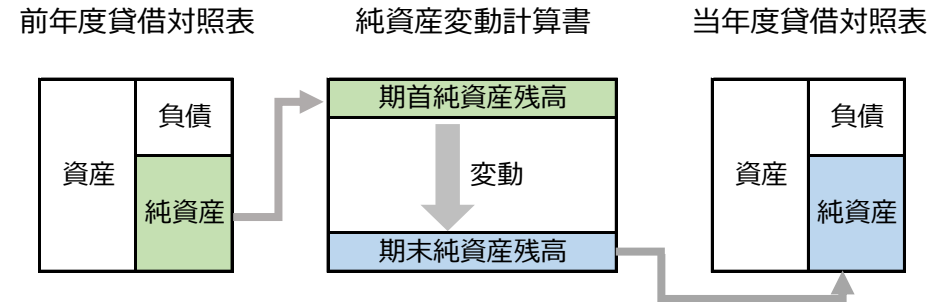 前年度貸借対照表
純資産変動計算書
当年度貸借対照表
資産
負債
純資産
期首純資産残高
変動
期末純資産残高
資産
負債
純資産